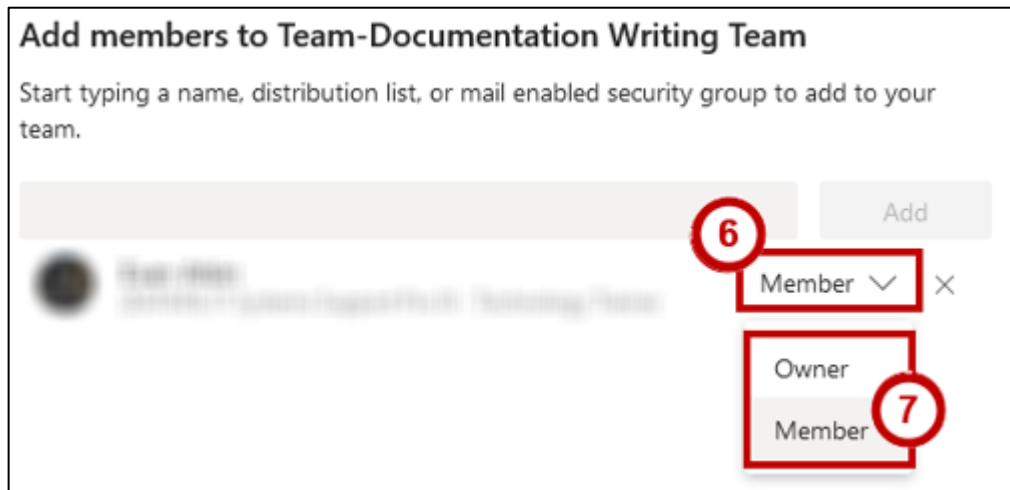 Add members to Team-Documentation Writing Team
Start typing a name, distribution list, or mail enabled security group to add to your
team.
Add
6
Member
Owner
Member
7